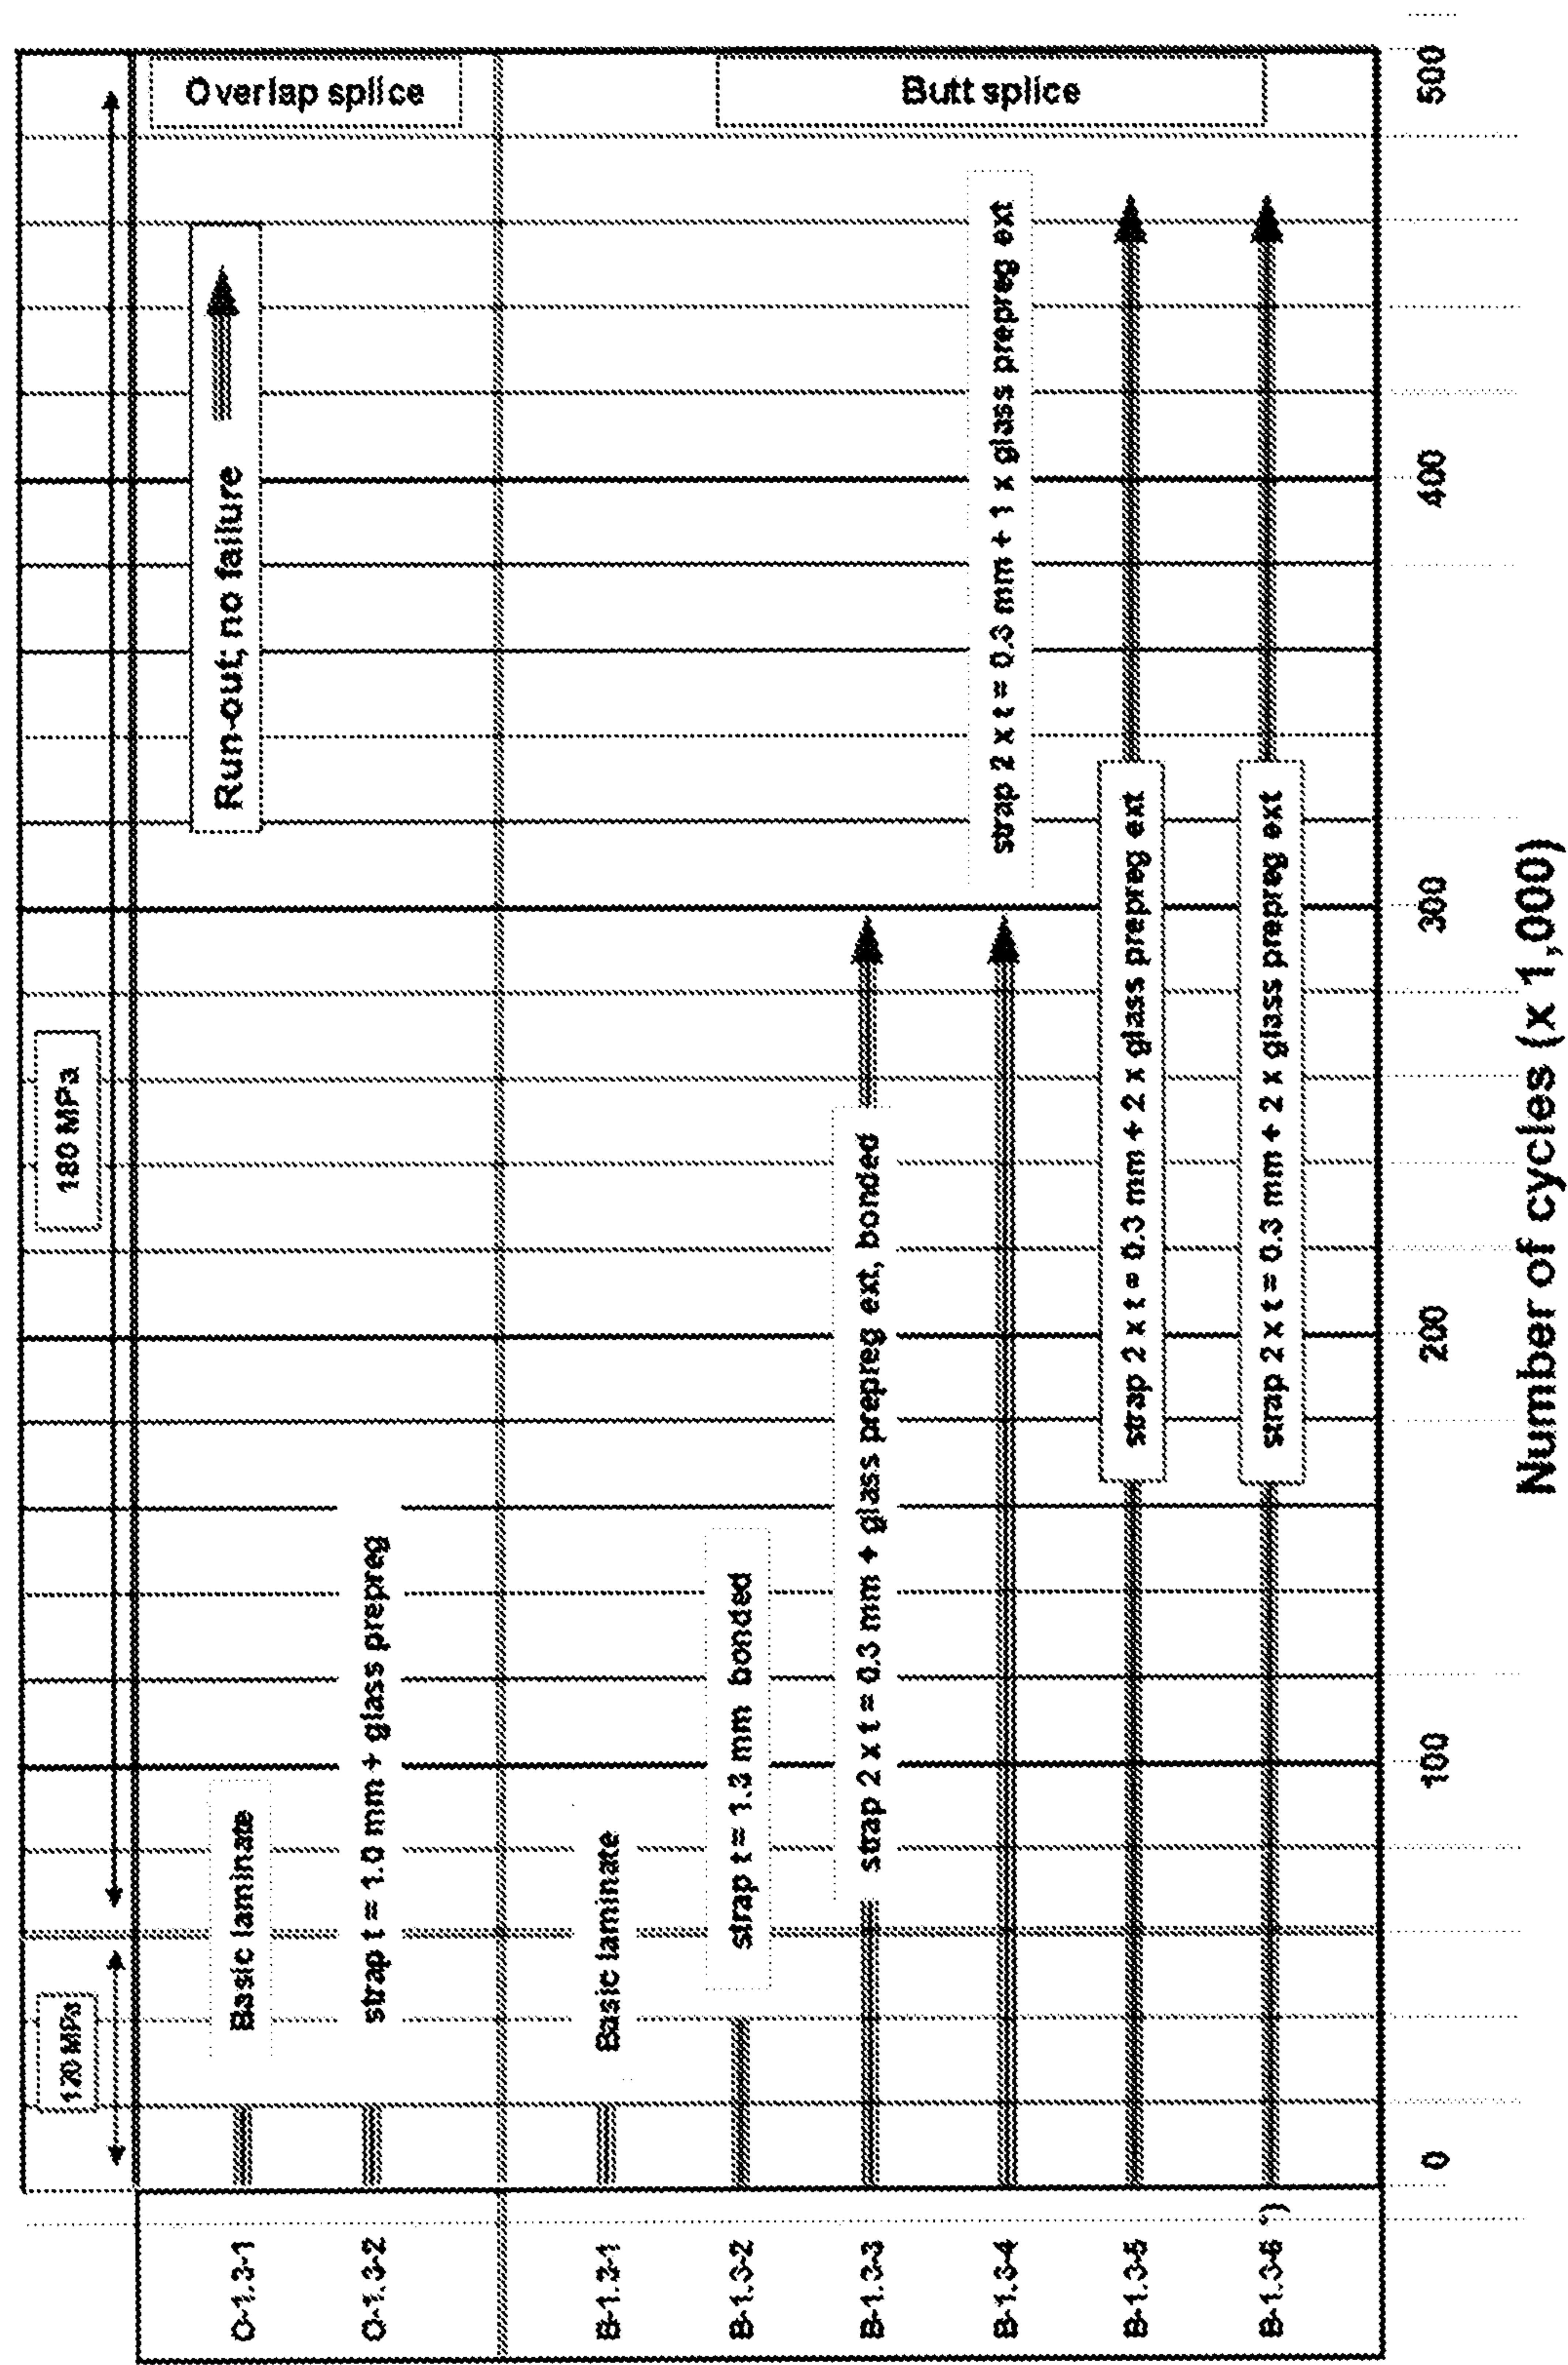 120 MPa
180 MPa
Overlap splice
Run-out; no failure
O-1.3-1
Basic laminate
O-1.3-2
strap t = 1.0 mm + glass prepreg
Butt splice
B-1.3-1
Basic laminate
B-1.3-2
strap t = 1.3 mm bonded
B-1.3-3
strap 2 x t = 0.3 mm + glass prepreg ext, bonded
B-1.3-4
strap 2 x t = 0.3 mm + 1 x glass prepreg ext
B-1.3-5
strap 2 x t = 0.3 mm + 2 x glass prepreg ext
B-1.3-6 *)
strap 2 x t = 0.3 mm + 2 x glass prepreg ext
0
100
200
300
400
500
Number of cycles (x 1,000)